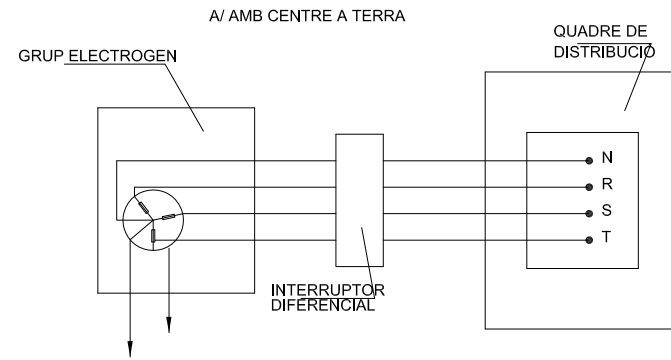 A/ AMB CENTRE A TERRA
GRUP ELECTROGEN
QUADRE DE
DISTRIBUCIÓ
N
R
S
T
INTERRUPTOR
DIFERENCIAL